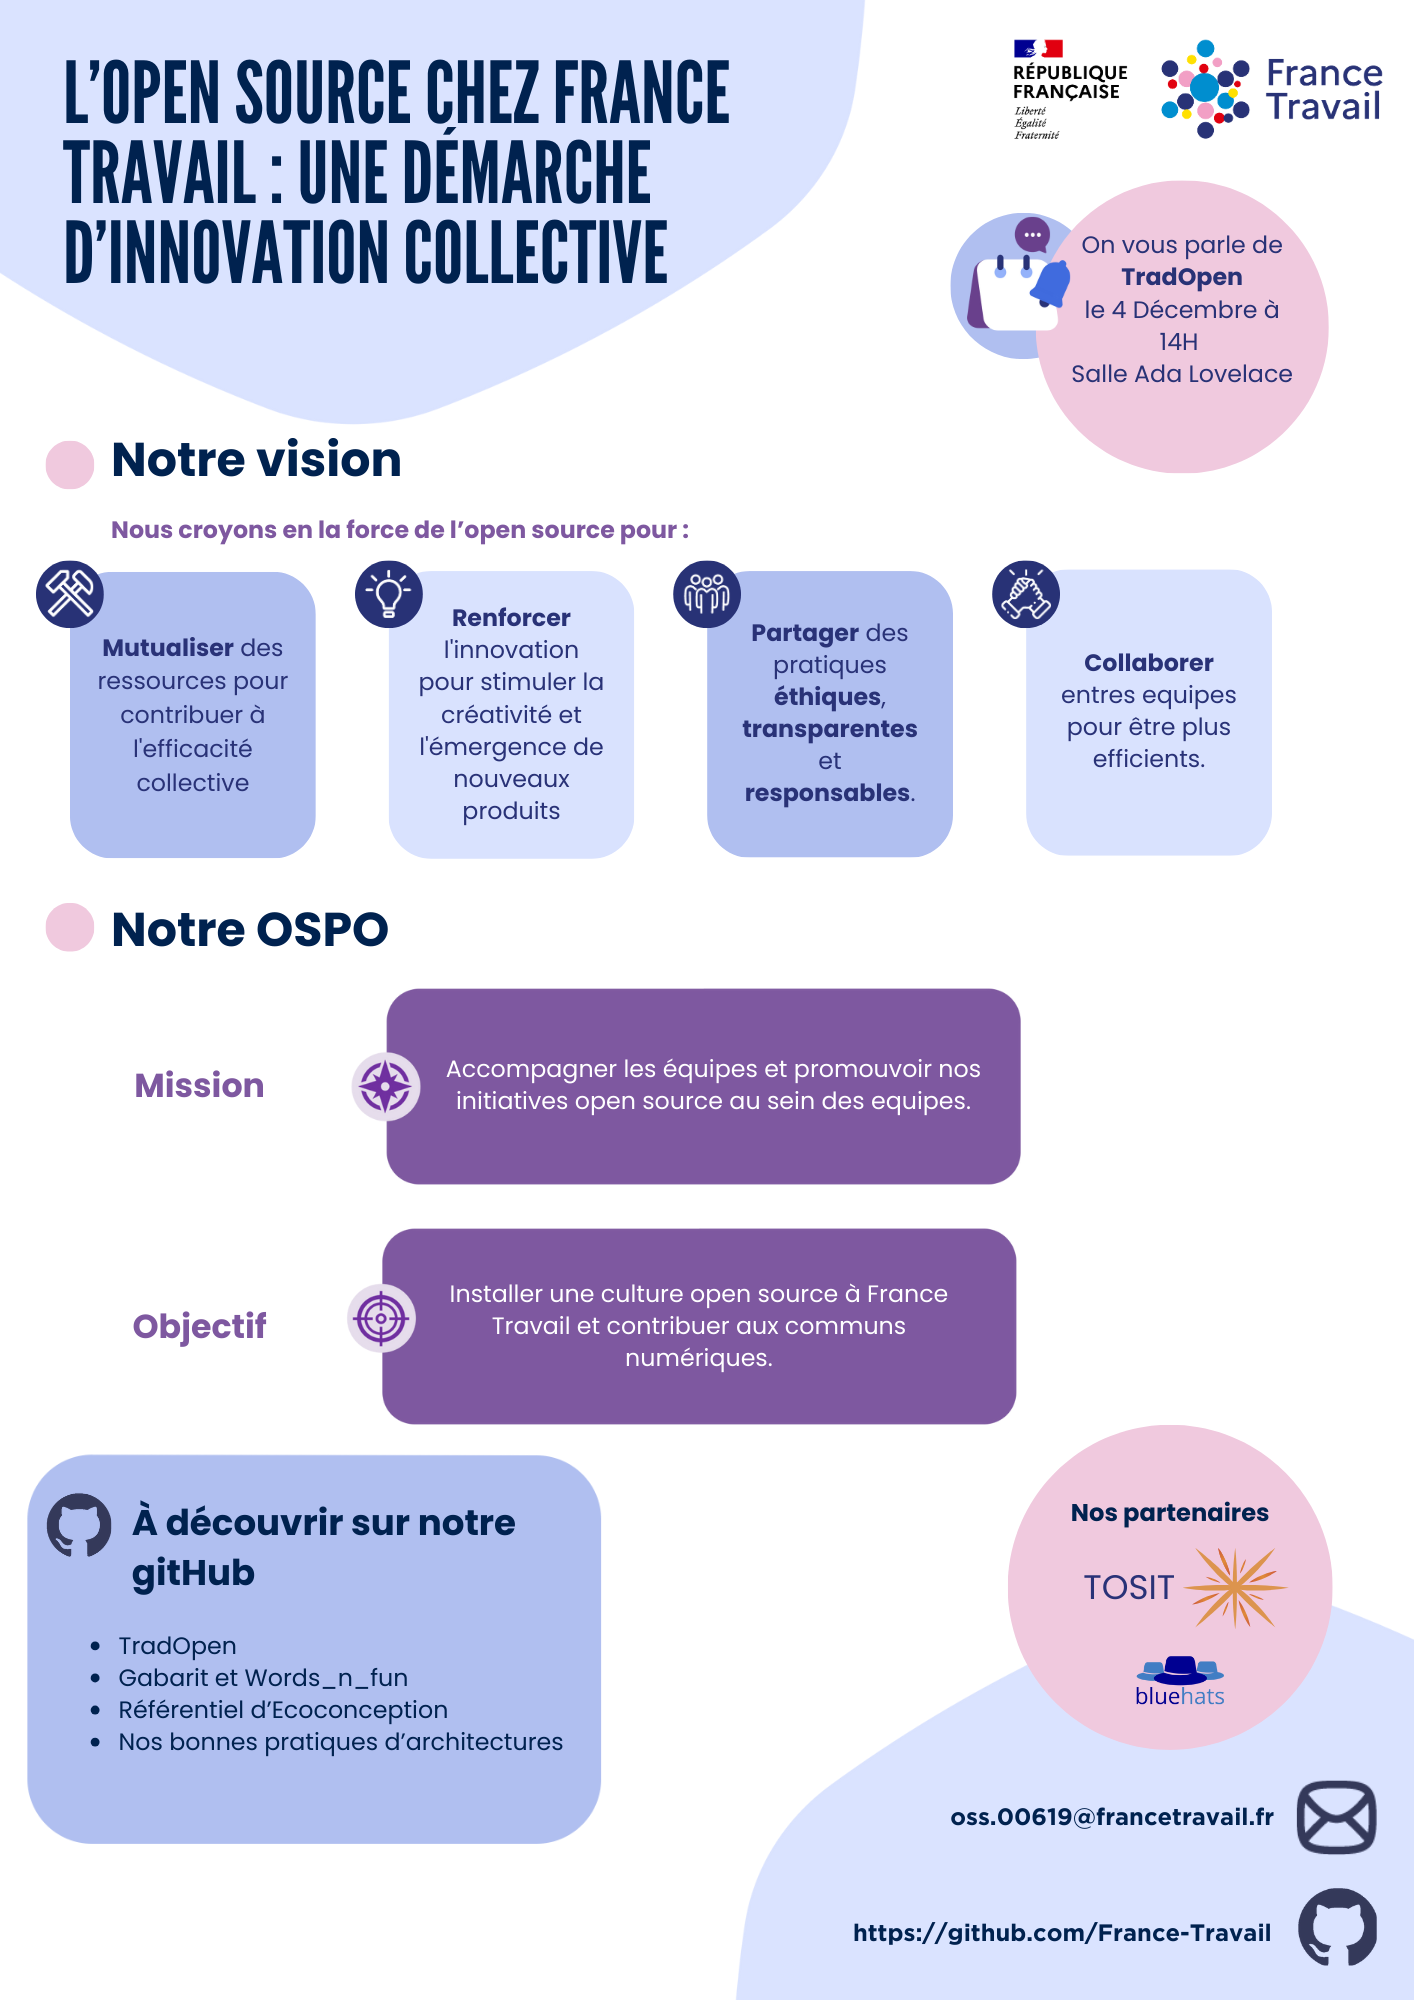 L'OPEN SOURCE CHEZ FRANCE
TRAVAIL : UNE DÉMARCHE
D'INNOVATION COLLECTIVE
RÉPUBLIQUE
FRANÇAISE
Liberté
Égalité
Fraternité
France
Travail
On vous parle de
TradOpen
le 4 Décembre à
14H
Salle Ada Lovelace
Notre vision
Nous croyons en la force de l'open source pour :
Mutualiser des
ressources pour
contribuer à
l'efficacité
collective
Renforcer
l'innovation
pour stimuler la
créativité et
l'émergence de
nouveaux
produits
Partager des
pratiques
éthiques,
transparentes
et
responsables.
Collaborer
entres equipes
pour être plus
efficients.
Notre OSPO
Mission
Accompagner les équipes et promouvoir nos
initiatives open source au sein des equipes.
Objectif
Installer une culture open source à France
Travail et contribuer aux communs
numériques.
À découvrir sur notre
gitHub
• TradOpen
• Gabarit et Words_n_fun
• Référentiel d'Ecoconception
• Nos bonnes pratiques d'architectures
Nos partenaires
TOSIT
bluehats
oss.00619@francetravail.fr
https://github.com/France-Travail